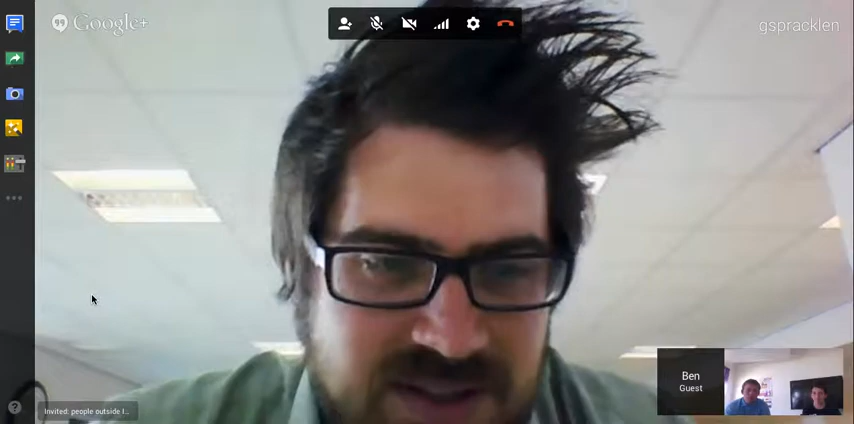 Google+
gspracklen
Ben
Guest
Invited: people outside I...